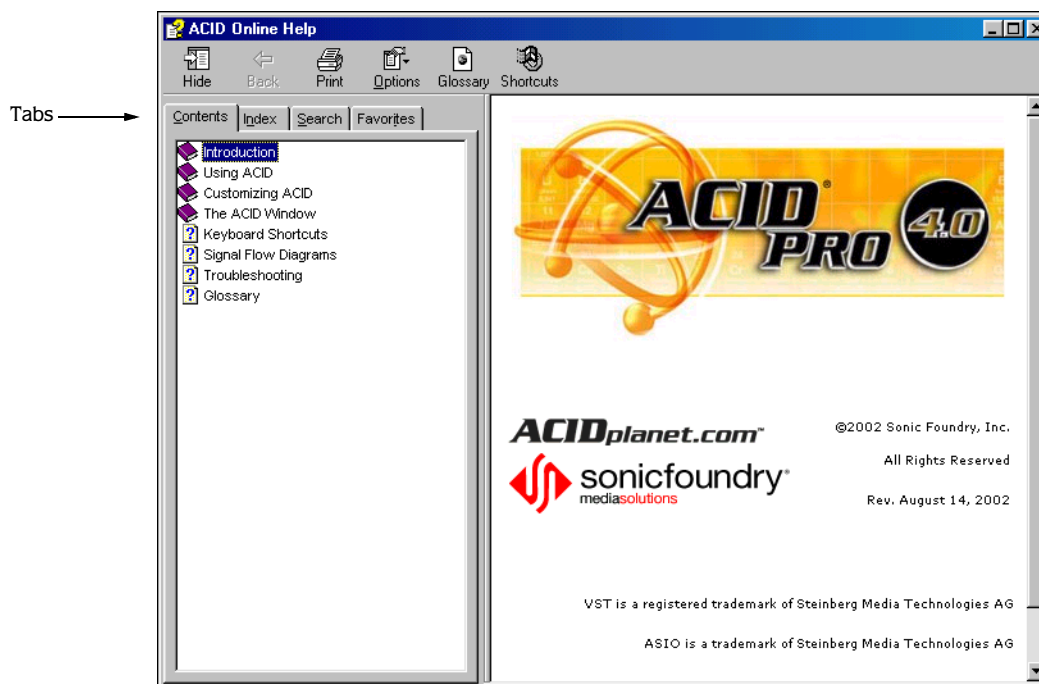 ACID Online Help
Hide Back Print Options Glossary Shortcuts
Tabs
Contents Index Search Favorites
Introduction
Using ACID
Customizing ACID
The ACID Window
Keyboard Shortcuts
Signal Flow Diagrams
Troubleshooting
Glossary
ACID®
PRO 4.0
ACIDplanet.com™
©2002 Sonic Foundry, Inc.
sonicfoundry®
mediasolutions
All Rights Reserved
Rev. August 14, 2002
VST is a registered trademark of Steinberg Media Technologies AG
ASIO is a trademark of Steinberg Media Technologies AG